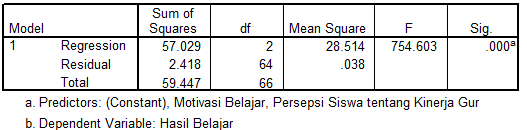 Model Sum of Squares df Mean Square F Sig.
1 Regression 57.029 2 28.514 754.603 .000a
Residual 2.418 64 .038
Total 59.447 66
a. Predictors: (Constant), Motivasi Belajar, Persepsi Siswa tentang Kinerja Gur
b. Dependent Variable: Hasil Belajar